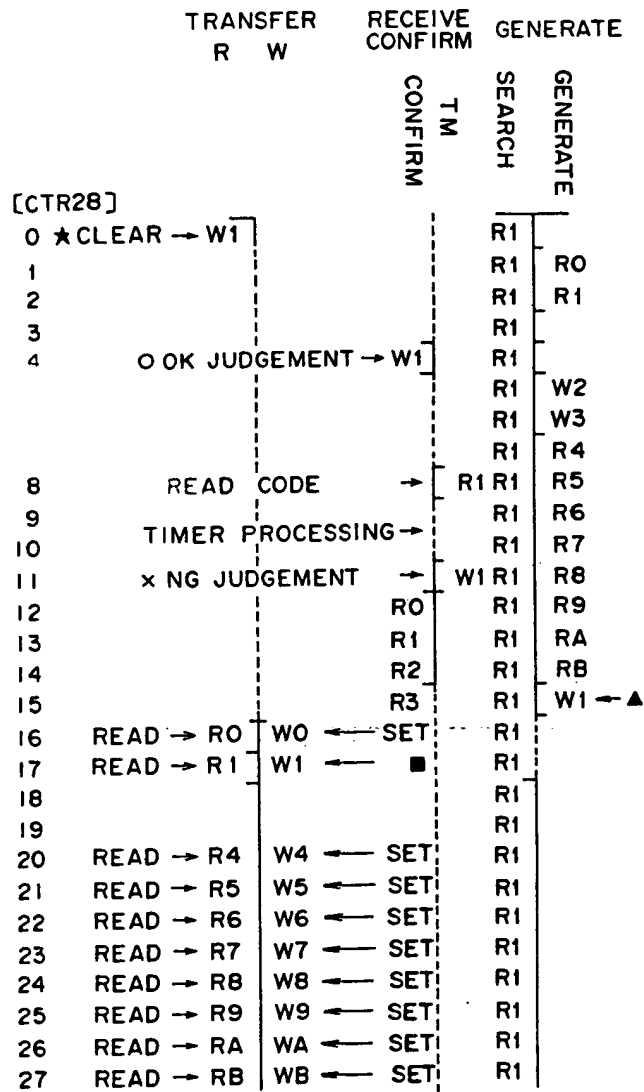 TRANSFER RECEIVE CONFIRM GENERATE
R W
CONFIRM TM SEARCH GENERATE
[CTR28]
0 ★CLEAR → W1 R1
1 R1 R0
2 R1 R1
3 R1
4 O OK JUDGEMENT → W1 R1
R1 W2
R1 W3
R1 R4
8 READ CODE → R1 R1 R5
9 R1 R6
TIMER PROCESSING →
10 R1 R7
11 × NG JUDGEMENT → W1 R1 R8
12 R0 R1 R9
13 R1 R1 RA
14 R2 R1 RB
15 R3 R1 W1 ← ▲
16 READ → R0 W0 ← SET R1
17 READ → R1 W1 ← ■ R1
18 R1
19 R1
20 READ → R4 W4 ← SET R1
21 READ → R5 W5 ← SET R1
22 READ → R6 W6 ← SET R1
23 READ → R7 W7 ← SET R1
24 READ → R8 W8 ← SET R1
25 READ → R9 W9 ← SET R1
26 READ → RA WA ← SET R1
27 READ → RB WB ← SET R1